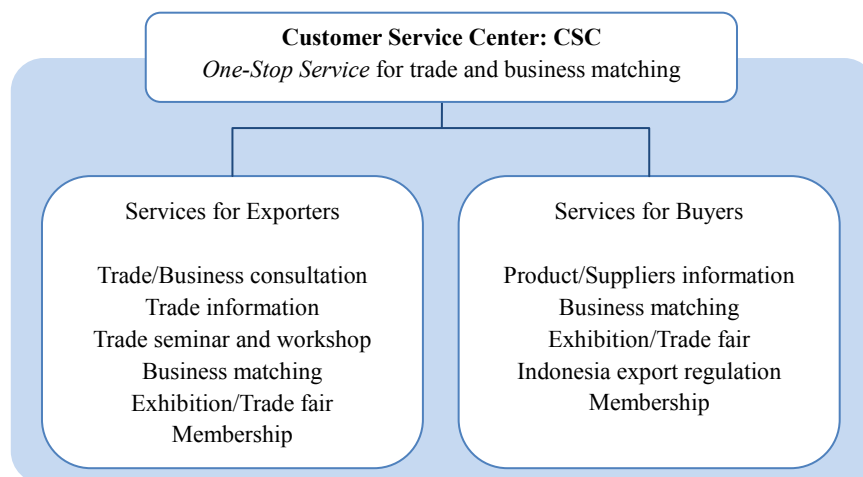 Customer Service Center: CSC
One-Stop Service for trade and business matching
Services for Exporters
Trade/Business consultation
Trade information
Trade seminar and workshop
Business matching
Exhibition/Trade fair
Membership
Services for Buyers
Product/Suppliers information
Business matching
Exhibition/Trade fair
Indonesia export regulation
Membership